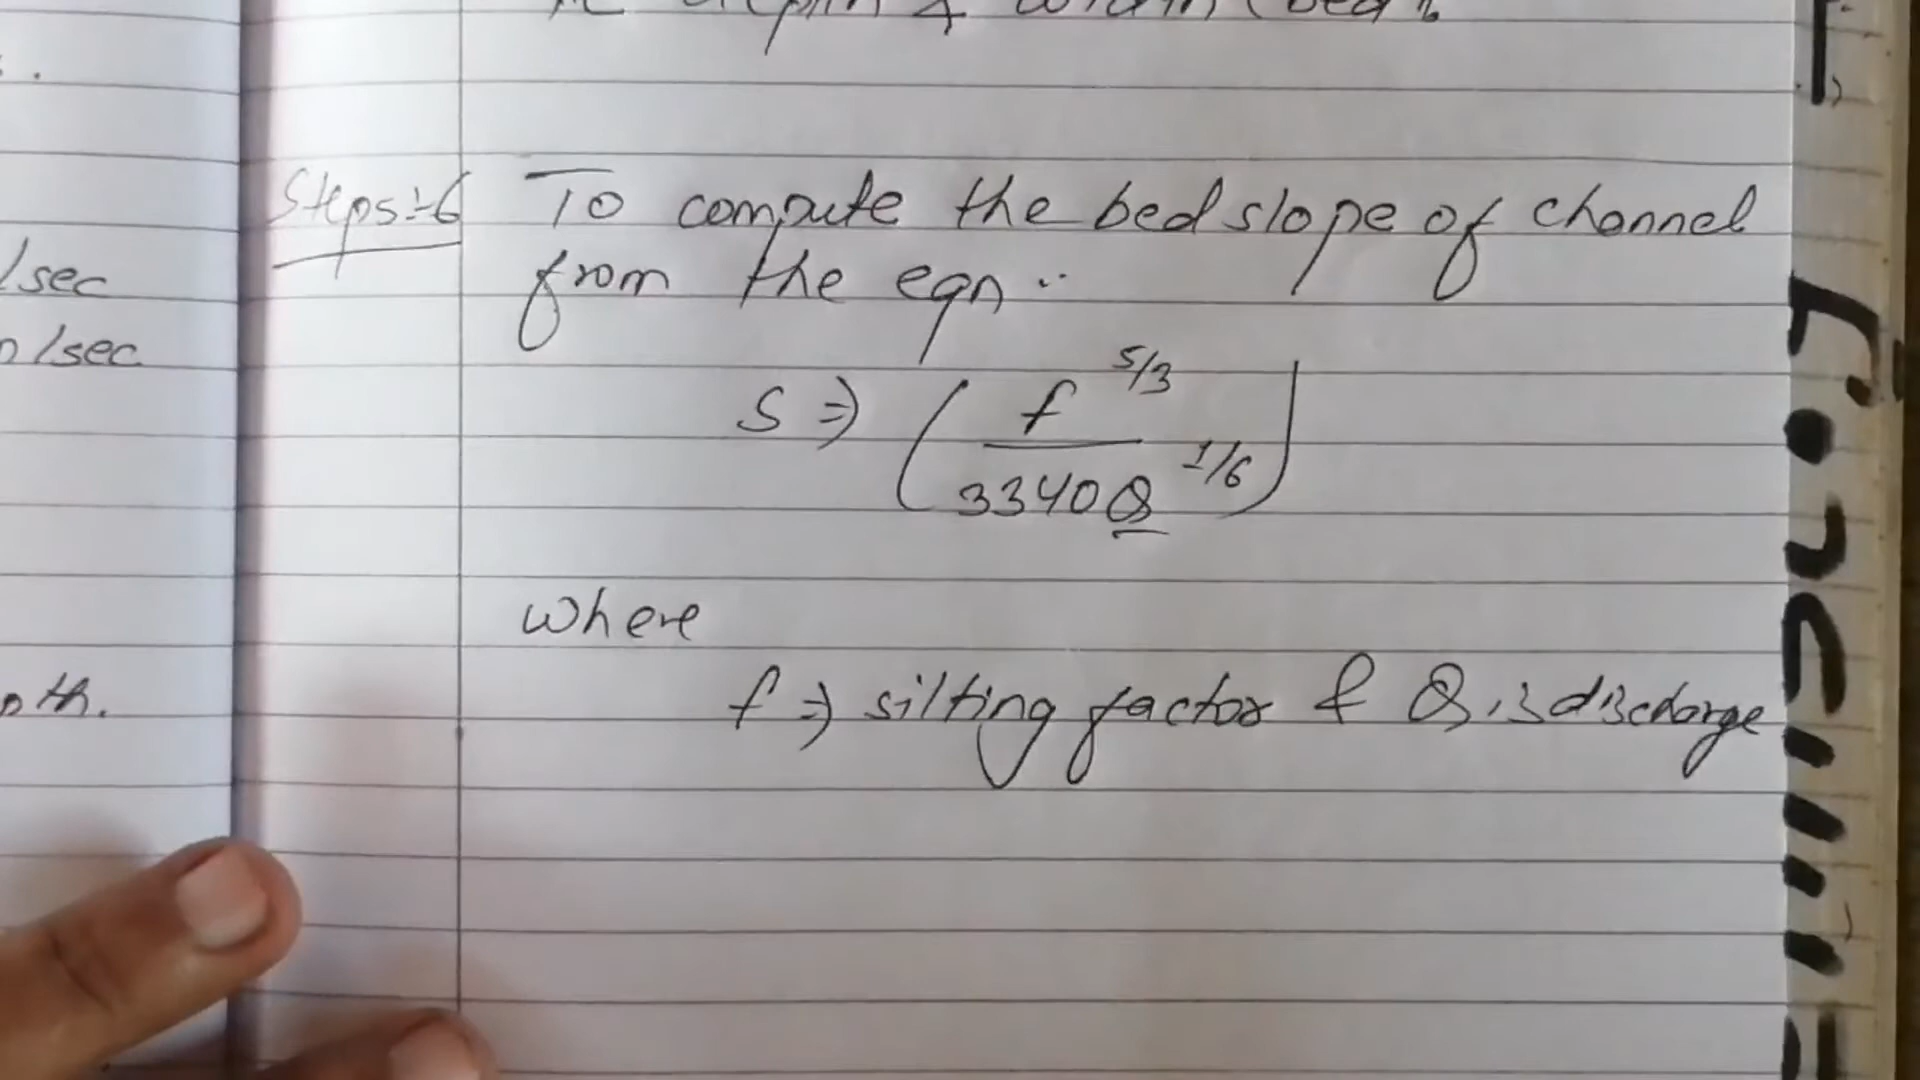 /sec
/sec
Steps:-6 To compute the bed slope of channel
from the eqn..
S ⇒ ( f^5/3 / 3340Q^1/6 )
where
f ⇒ silting factor & Q is discharge